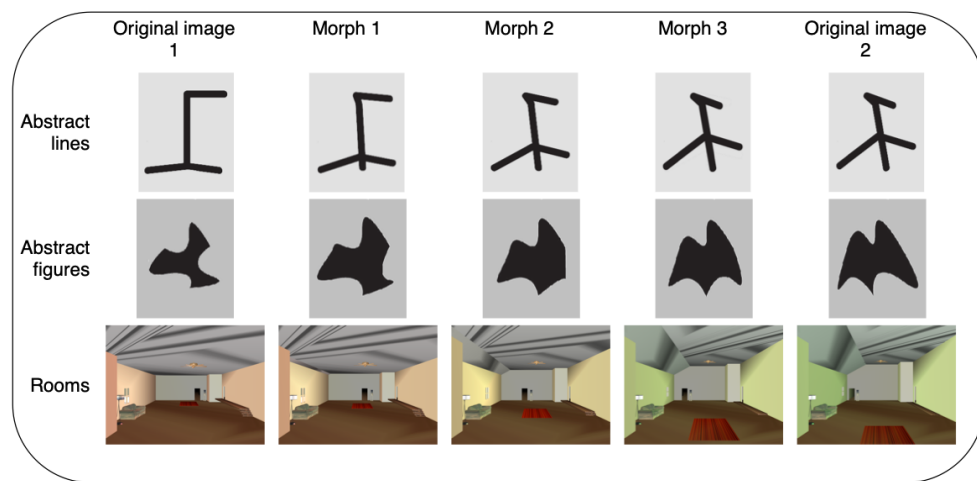 Original image
1
Morph 1
Morph 2
Morph 3
Original image
2
Abstract
lines
Abstract
figures
Rooms